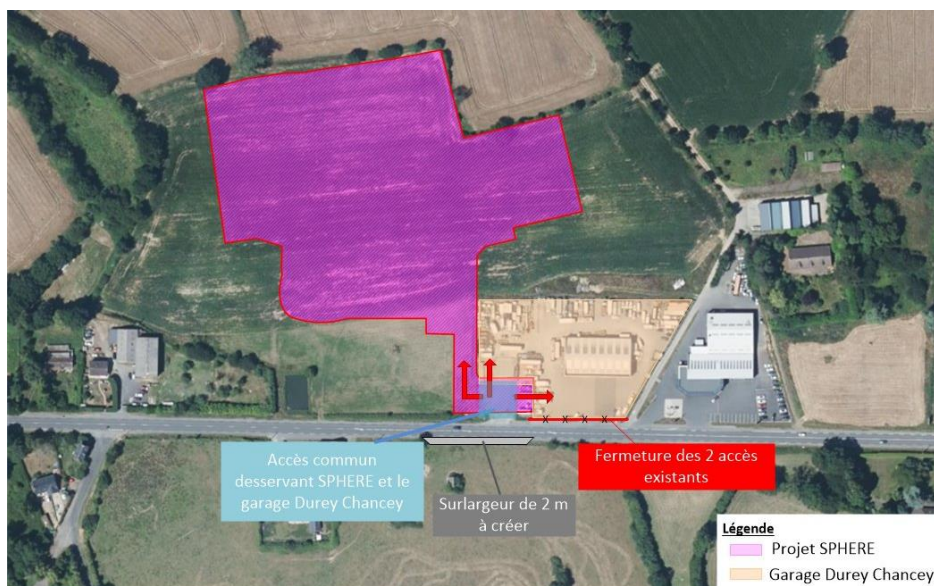 Accès commun
desservant SPHERE et le
garage Durey Chancey
Surlargeur de 2 m
à créer
Fermeture des 2 accès
existants
Légende
Projet SPHERE
Garage Durey Chancey